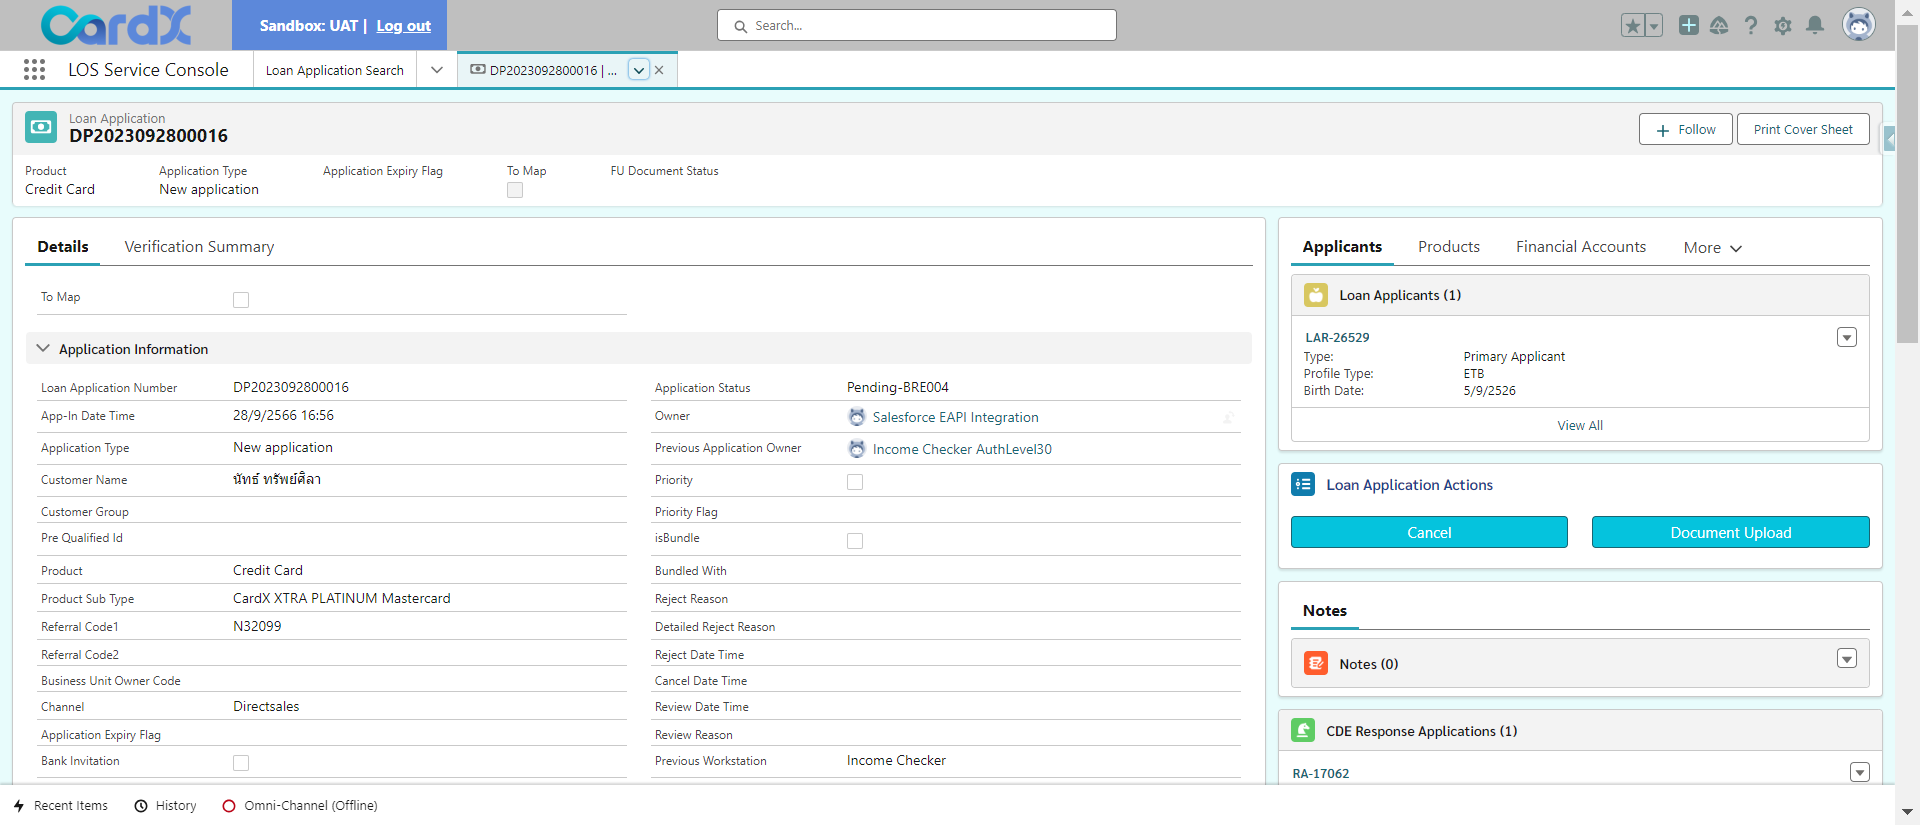 CardX
Sandbox: UAT | Log out
Search...
LOS Service Console
Loan Application Search
DP2023092800016 | ...
Loan Application
DP2023092800016
Follow
Print Cover Sheet
Product
Application Type
Application Expiry Flag
To Map
FU Document Status
Credit Card
New application
Details
Verification Summary
To Map
Application Information
Loan Application Number DP2023092800016
App-In Date Time 28/9/2566 16:56
Application Type New application
Customer Name นัทธ์ ทรัพย์ศิลา
Customer Group
Pre Qualified Id
Product Credit Card
Product Sub Type CardX XTRA PLATINUM Mastercard
Referral Code1 N32099
Referral Code2
Business Unit Owner Code
Channel Directsales
Application Expiry Flag
Bank Invitation
Application Status Pending-BRE004
Owner Salesforce EAPI Integration
Previous Application Owner Income Checker AuthLevel30
Priority
Priority Flag
isBundle
Bundled With
Reject Reason
Detailed Reject Reason
Reject Date Time
Cancel Date Time
Review Date Time
Review Reason
Previous Workstation Income Checker
Applicants
Products
Financial Accounts
More
Loan Applicants (1)
LAR-26529
Type: Primary Applicant
Profile Type: ETB
Birth Date: 5/9/2526
View All
Loan Application Actions
Cancel
Document Upload
Notes
Notes (0)
CDE Response Applications (1)
RA-17062
Recent Items
History
Omni-Channel (Offline)